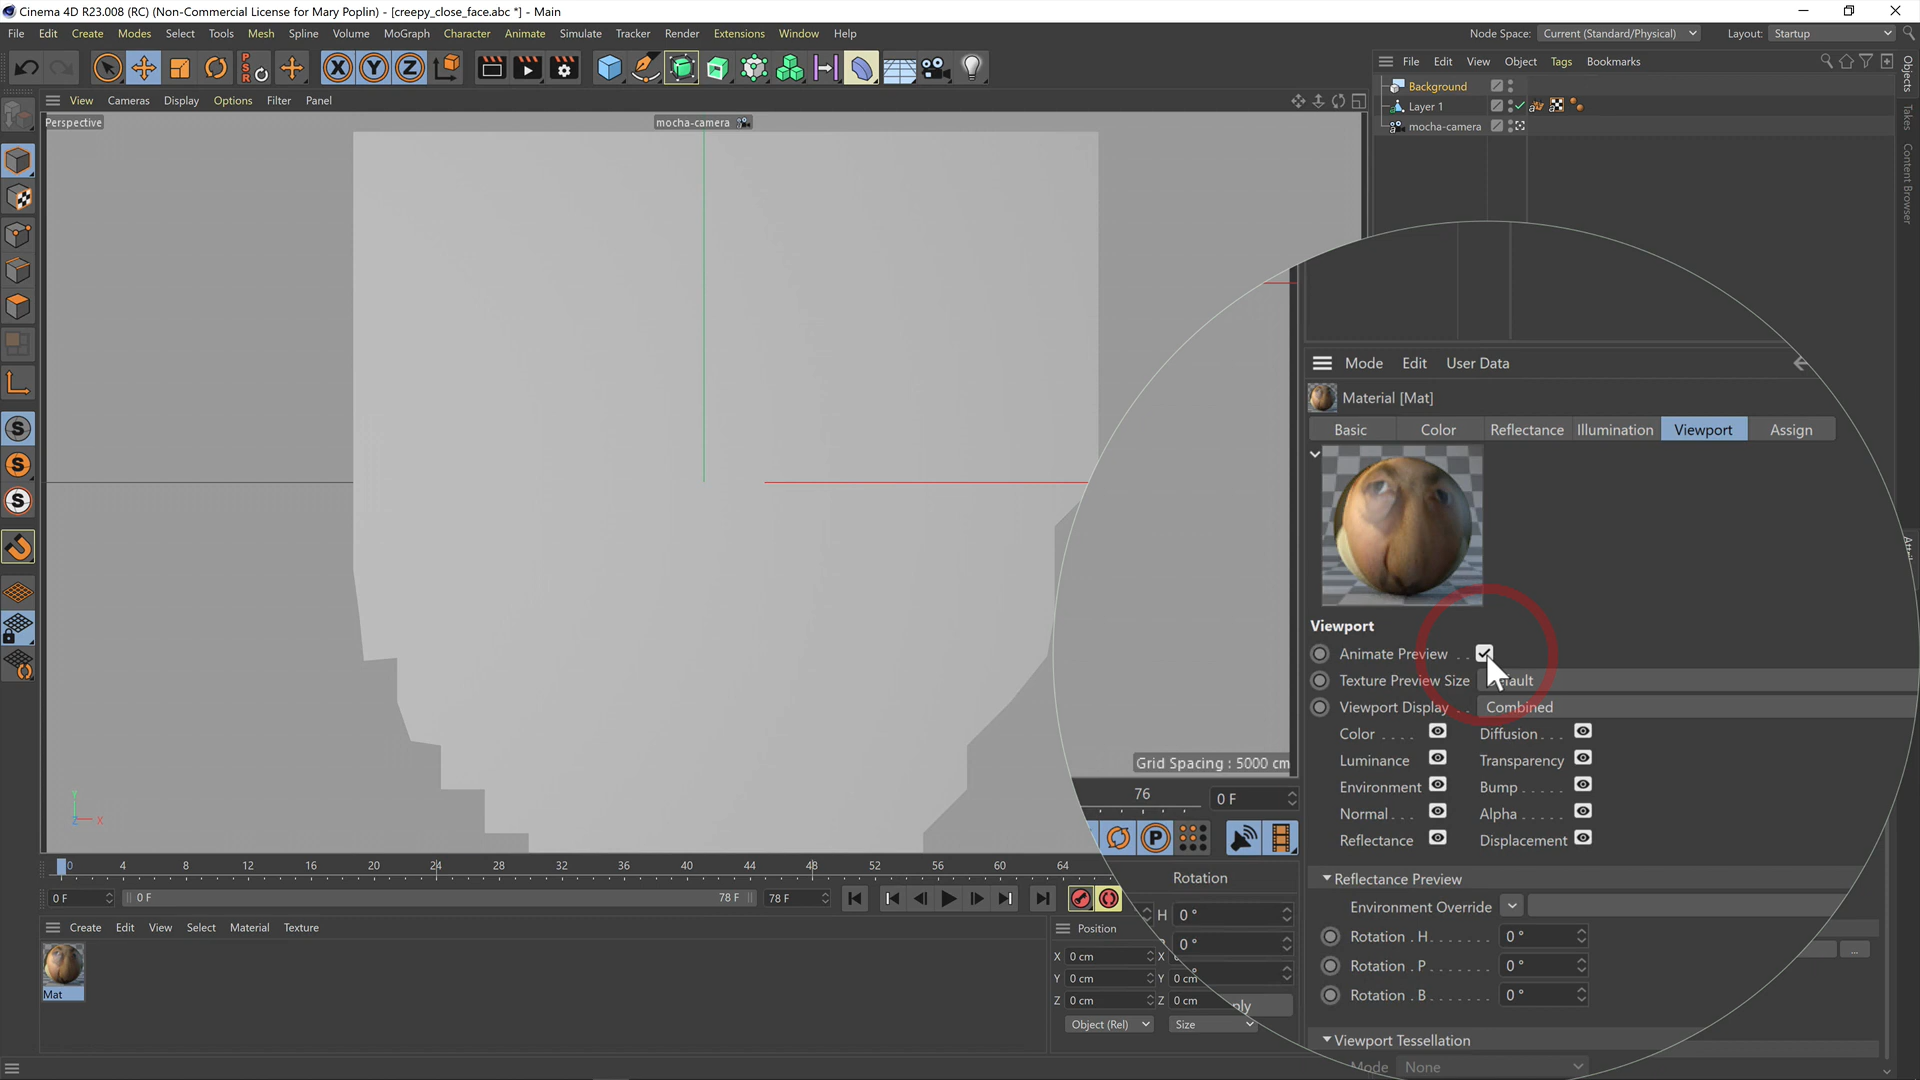 Cinema 4D R23.008 (RC) (Non-Commercial License for Mary Poplin) - [creepy_close_face.abc *] - Main
File Edit Create Modes Select Tools Mesh Spline Volume MoGraph Character Animate Simulate Tracker Render Extensions Window Help Node Space: Current (Standard/Physical) Layout: Startup
View Cameras Display Options Filter Panel
File Edit View Object Tags Bookmarks
Perspective
mocha-camera
Background
Layer 1
mocha-camera
Objects
Takes
Content Browser
Mode Edit User Data
Material [Mat]
Basic Color Reflectance Illumination Viewport Assign
Viewport
Animate Preview . .
Texture Preview Size
Viewport Display . . Combined
Color . . . . Diffusion . . .
Luminance Transparency
Environment Bump . . . . .
Normal . . . Alpha . . . . .
Reflectance Displacement
Grid Spacing : 5000 cm
76 0 F
Reflectance Preview
Environment Override
Rotation . H . . . . . . . 0 °
Rotation . P . . . . . . . 0 °
Rotation . B . . . . . . . 0 °
Viewport Tessellation
Mode None
0 4 8 12 16 20 24 28 32 36 40 44 48 52 56 60 64
0 F 0 F 78 F 78 F
Create Edit View Select Material Texture
Mat
Position Rotation
X 0 cm X H 0 °
Y 0 cm Y 0 cm 0 °
Z 0 cm Z 0 cm
Object (Rel) Size
Y
Z X